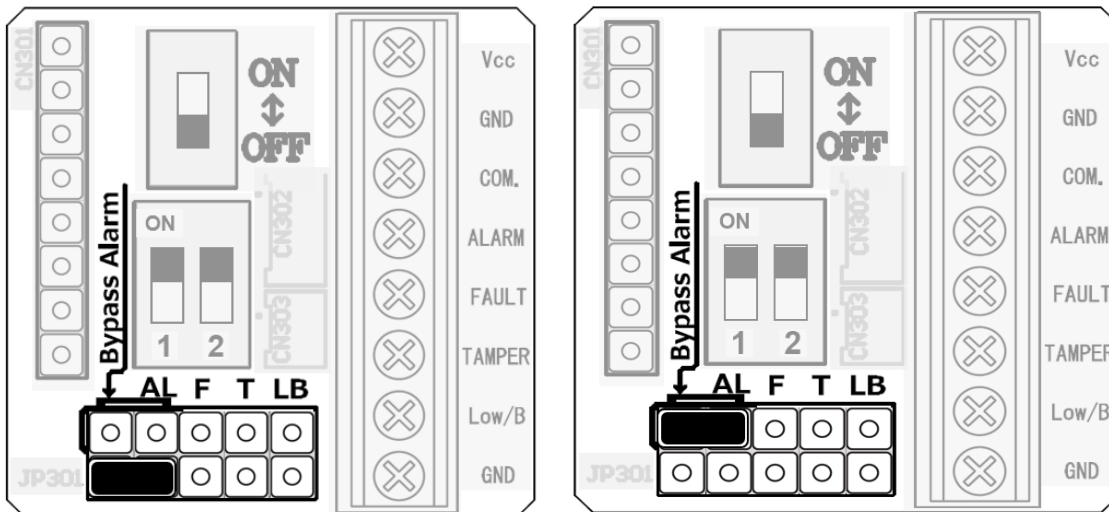 CN301
ON
OFF
Vcc
GND
COM.
ALARM
FAULT
TAMPER
Low/B
GND
CN302
CN303
Bypass Alarm
ON
1 2
AL F T LB
JP301
CN301
ON
OFF
Vcc
GND
COM.
ALARM
FAULT
TAMPER
Low/B
GND
CN302
CN303
Bypass Alarm
ON
1 2
AL F T LB
JP301